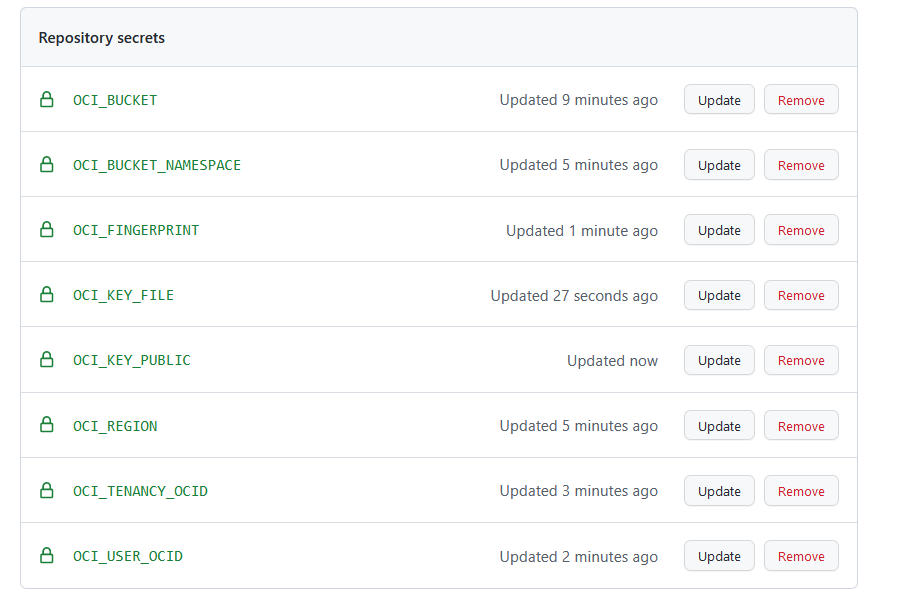 Repository secrets
OCI_BUCKET Updated 9 minutes ago Update Remove
OCI_BUCKET_NAMESPACE Updated 5 minutes ago Update Remove
OCI_FINGERPRINT Updated 1 minute ago Update Remove
OCI_KEY_FILE Updated 27 seconds ago Update Remove
OCI_KEY_PUBLIC Updated now Update Remove
OCI_REGION Updated 5 minutes ago Update Remove
OCI_TENANCY_OCID Updated 3 minutes ago Update Remove
OCI_USER_OCID Updated 2 minutes ago Update Remove